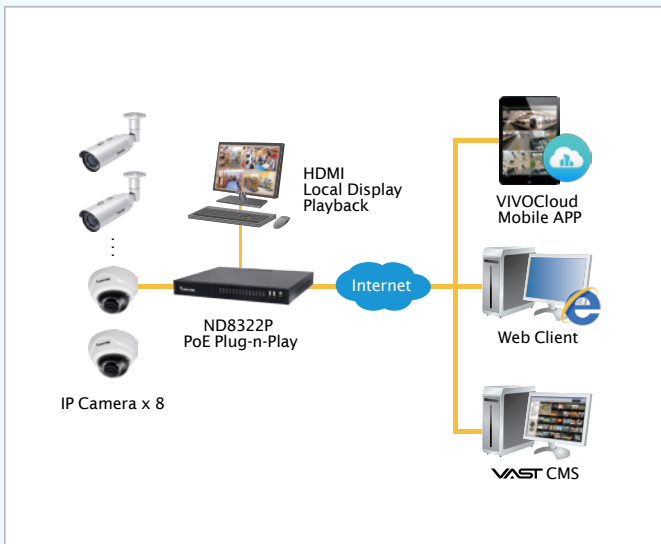 HDMI
Local Display
Playback
VIVOCloud
Mobile APP
Internet
ND8322P
PoE Plug-n-Play
Web Client
IP Camera x 8
VAST CMS